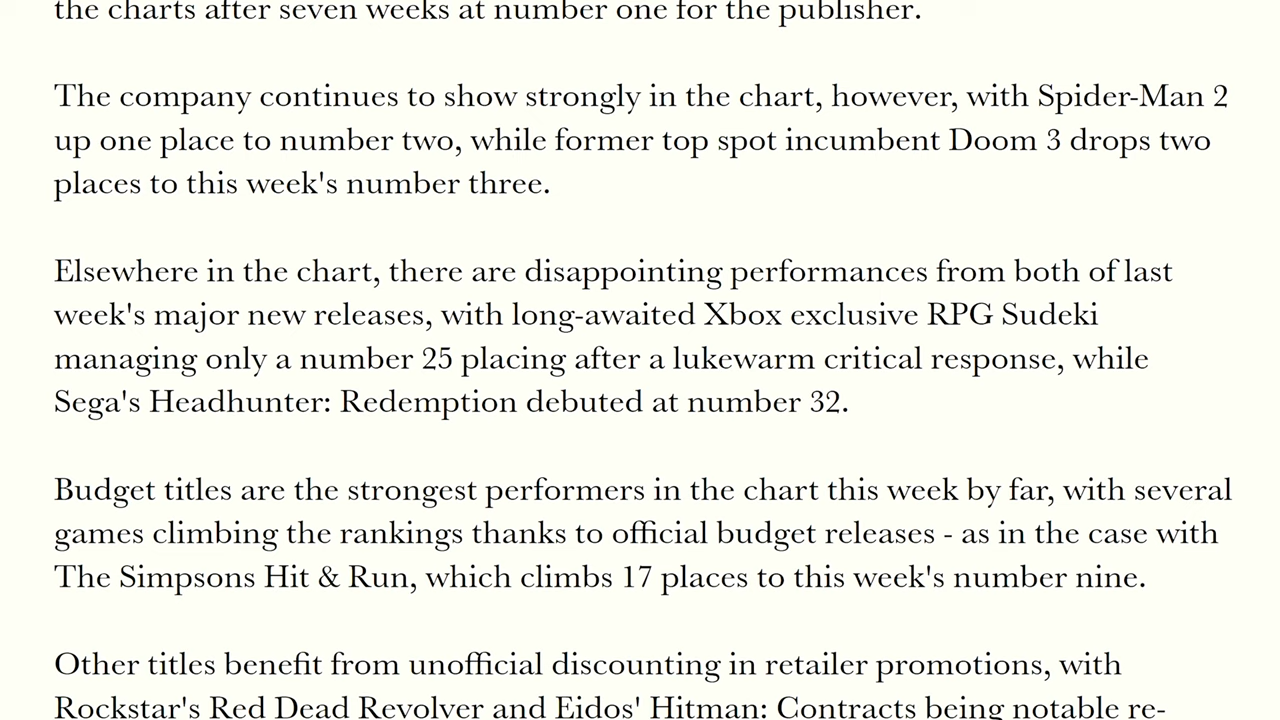 the charts after seven weeks at number one for the publisher.
The company continues to show strongly in the chart, however, with Spider-Man 2
up one place to number two, while former top spot incumbent Doom 3 drops two
places to this week's number three.
Elsewhere in the chart, there are disappointing performances from both of last
week's major new releases, with long-awaited Xbox exclusive RPG Sudeki
managing only a number 25 placing after a lukewarm critical response, while
Sega's Headhunter: Redemption debuted at number 32.
Budget titles are the strongest performers in the chart this week by far, with several
games climbing the rankings thanks to official budget releases - as in the case with
The Simpsons Hit & Run, which climbs 17 places to this week's number nine.
Other titles benefit from unofficial discounting in retailer promotions, with
Rockstar's Red Dead Revolver and Eidos' Hitman: Contracts being notable re-